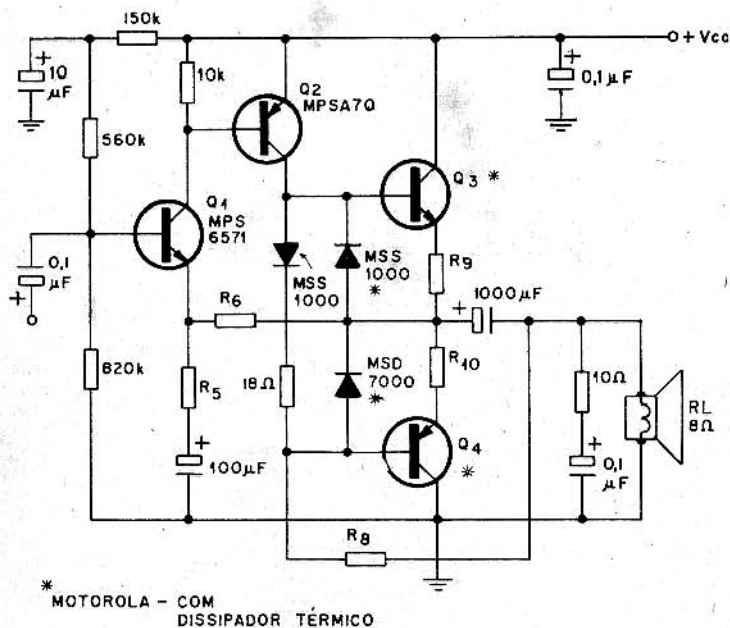 150k
+ Vcc
+
10
µF
10k
Q2
MPSA70
0,1 µF
+
560k
Q3 *
Q1
MPS
6571
0,1
µF
+
MSS
1000
MSS
1000
*
R9
+
1000µF
R6
820k
R5
18Ω
MSD
7000
*
R10
10Ω
RL
8Ω
+
100µF
Q4
*
+
0,1
µF
R8
*
MOTOROLA - COM
DISSIPADOR TÉRMICO